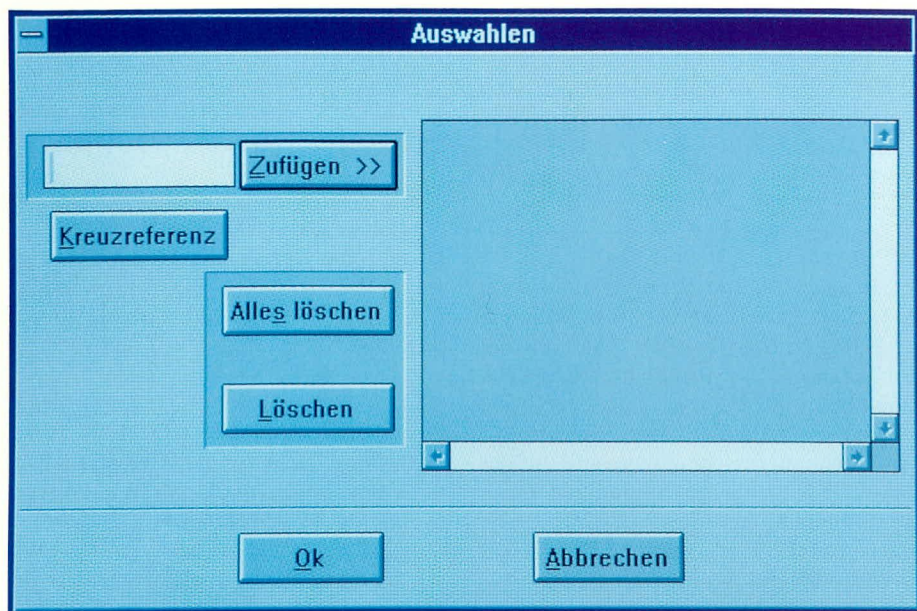 Auswahlen
Zufügen >>
Kreuzreferenz
Alles löschen
Löschen
Ok
Abbrechen